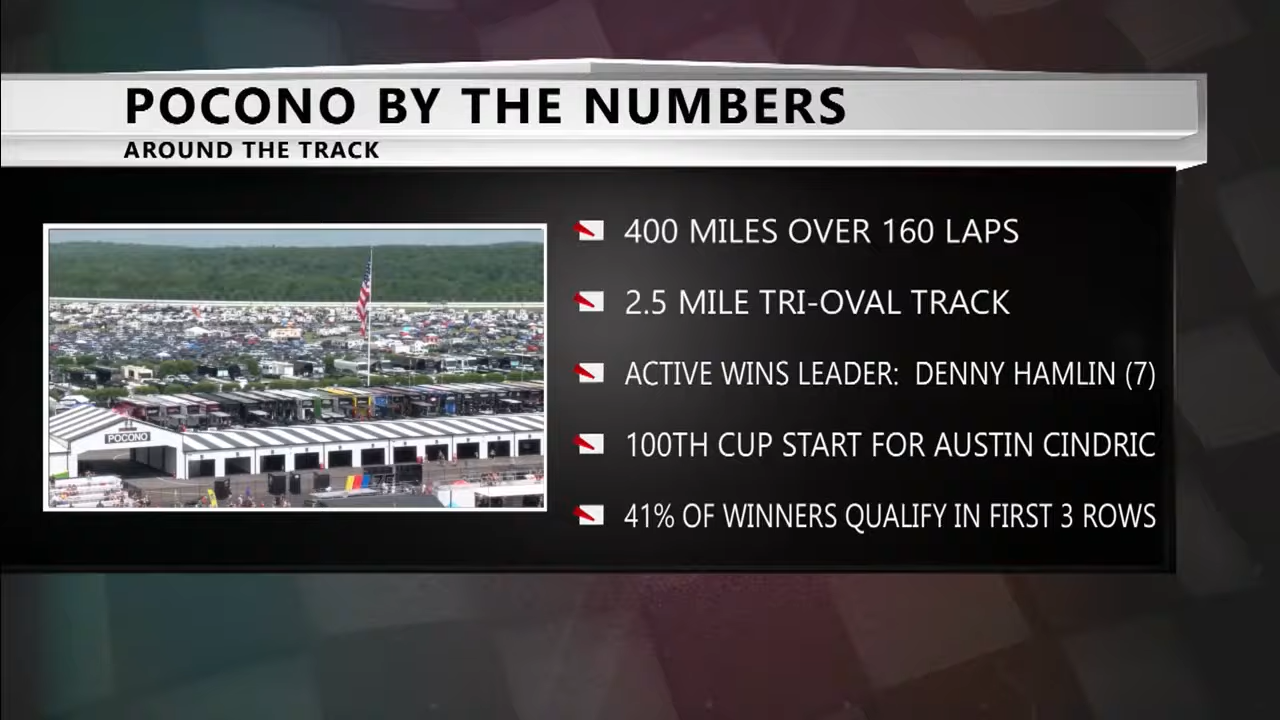 POCONO BY THE NUMBERS
AROUND THE TRACK
400 MILES OVER 160 LAPS
2.5 MILE TRI-OVAL TRACK
ACTIVE WINS LEADER: DENNY HAMLIN (7)
100TH CUP START FOR AUSTIN CINDRIC
41% OF WINNERS QUALIFY IN FIRST 3 ROWS
POCONO